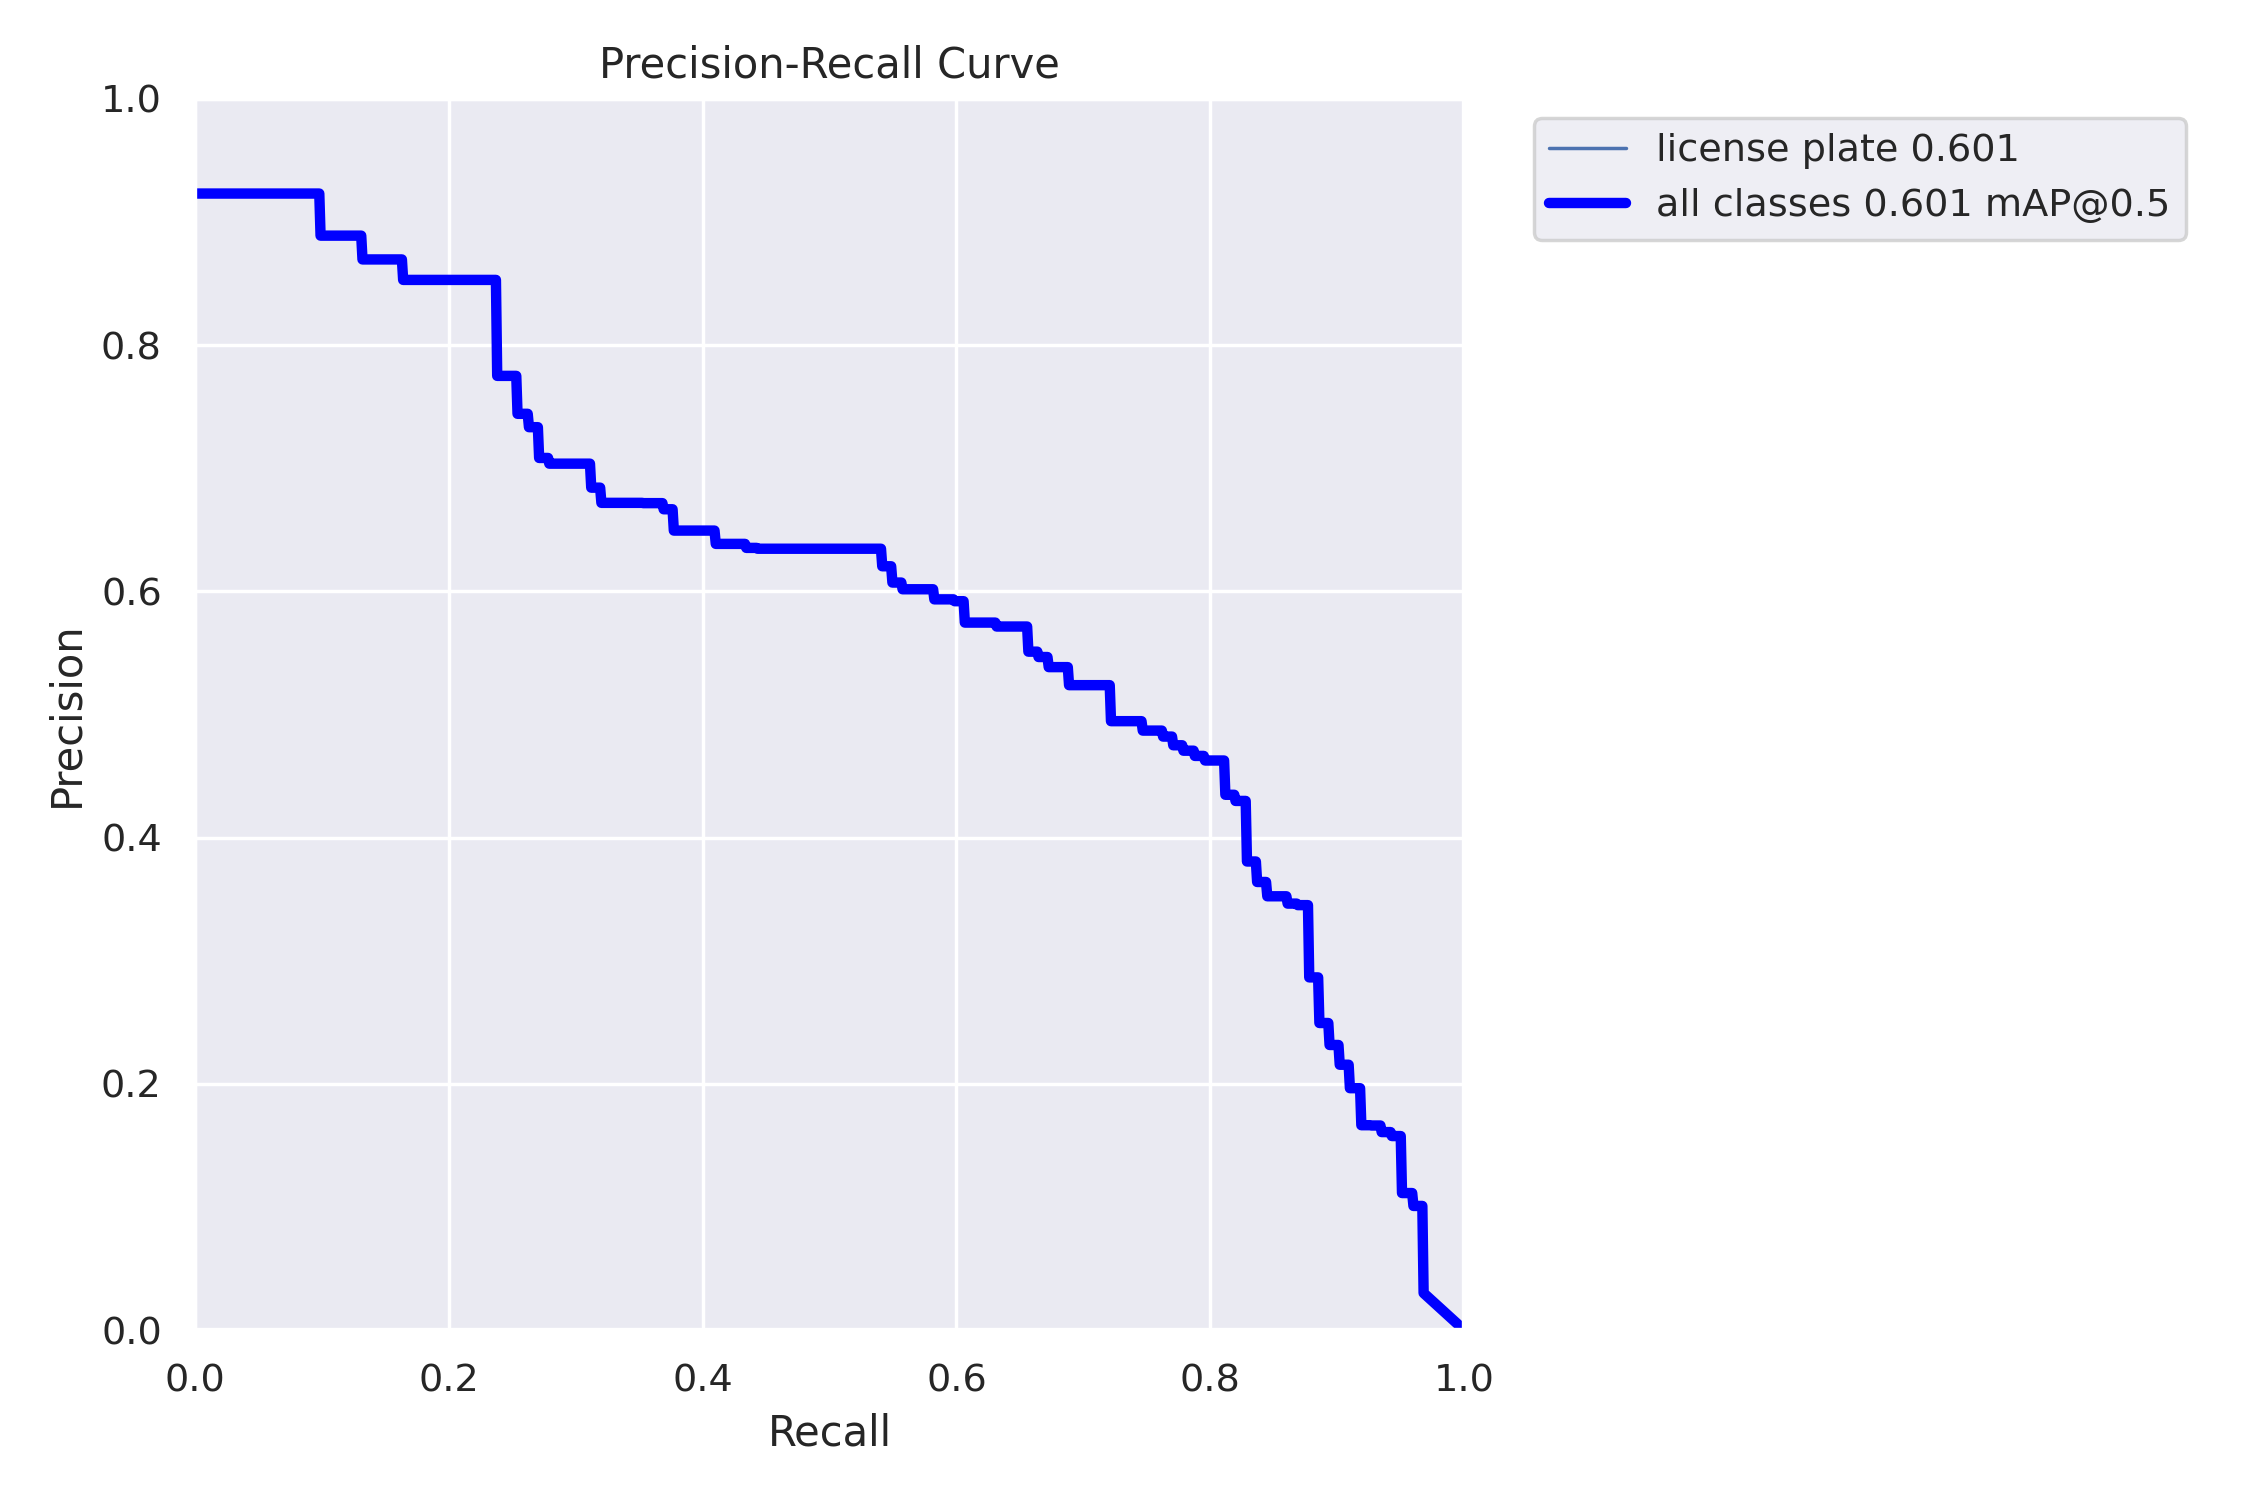 Precision-Recall Curve
1.0
0.8
0.6
0.4
0.2
0.0
Precision
0.0 0.2 0.4 0.6 0.8 1.0
Recall
license plate 0.601
all classes 0.601 mAP@0.5